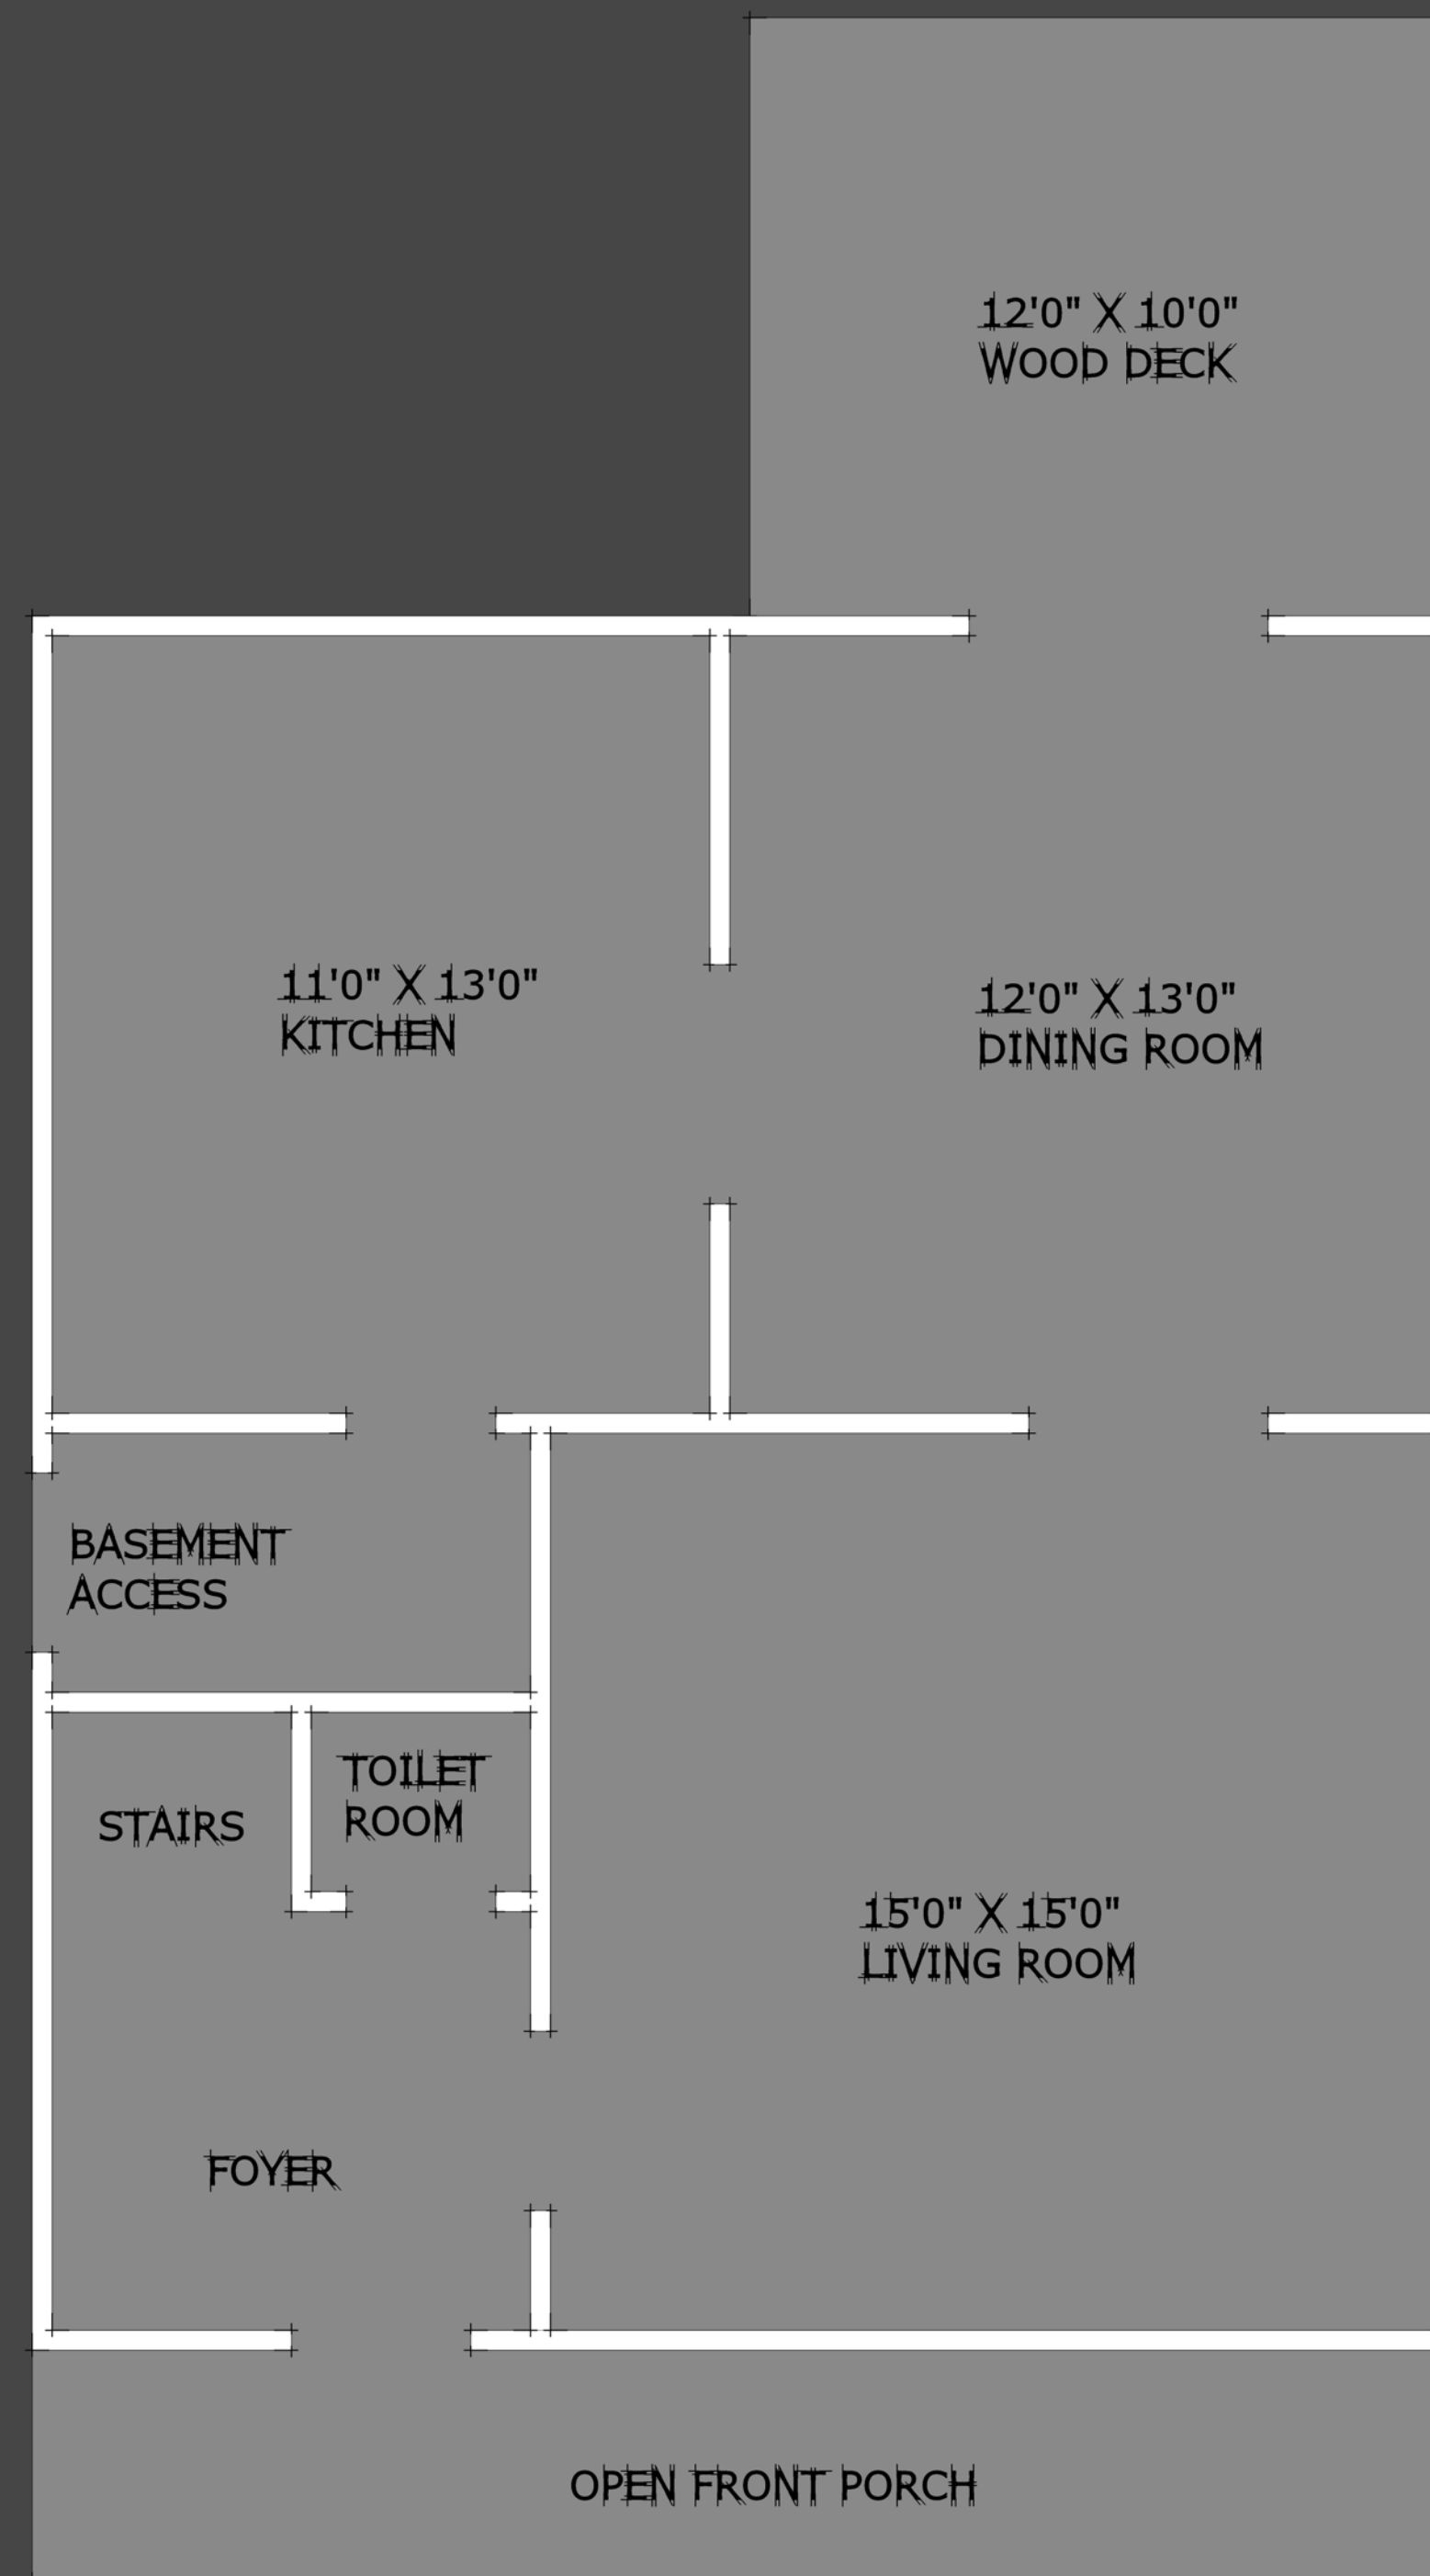 12'0" X 10'0"
WOOD DECK
11'0" X 13'0"
KITCHEN
12'0" X 13'0"
DINING ROOM
BASEMENT
ACCESS
TOILET
ROOM
STAIRS
15'0" X 15'0"
LIVING ROOM
FOYER
OPEN FRONT PORCH